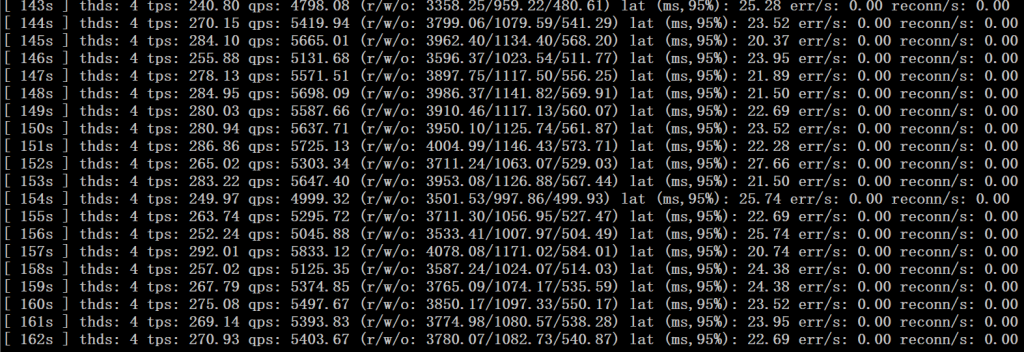 [ 143s ] thds: 4 tps: 240.80 qps: 4798.08 (r/w/o: 3358.25/959.22/480.61) lat (ms,95%): 25.28 err/s: 0.00 reconn/s: 0.00
[ 144s ] thds: 4 tps: 270.15 qps: 5419.94 (r/w/o: 3799.06/1079.59/541.29) lat (ms,95%): 23.52 err/s: 0.00 reconn/s: 0.00
[ 145s ] thds: 4 tps: 284.10 qps: 5665.01 (r/w/o: 3962.40/1134.40/568.20) lat (ms,95%): 20.37 err/s: 0.00 reconn/s: 0.00
[ 146s ] thds: 4 tps: 255.88 qps: 5131.68 (r/w/o: 3596.37/1023.54/511.77) lat (ms,95%): 23.95 err/s: 0.00 reconn/s: 0.00
[ 147s ] thds: 4 tps: 278.13 qps: 5571.51 (r/w/o: 3897.75/1117.50/556.25) lat (ms,95%): 21.89 err/s: 0.00 reconn/s: 0.00
[ 148s ] thds: 4 tps: 284.95 qps: 5698.09 (r/w/o: 3986.37/1141.82/569.91) lat (ms,95%): 21.50 err/s: 0.00 reconn/s: 0.00
[ 149s ] thds: 4 tps: 280.03 qps: 5587.66 (r/w/o: 3910.46/1117.13/560.07) lat (ms,95%): 22.69 err/s: 0.00 reconn/s: 0.00
[ 150s ] thds: 4 tps: 280.94 qps: 5637.71 (r/w/o: 3950.10/1125.74/561.87) lat (ms,95%): 23.52 err/s: 0.00 reconn/s: 0.00
[ 151s ] thds: 4 tps: 286.86 qps: 5725.13 (r/w/o: 4004.99/1146.43/573.71) lat (ms,95%): 22.28 err/s: 0.00 reconn/s: 0.00
[ 152s ] thds: 4 tps: 265.02 qps: 5303.34 (r/w/o: 3711.24/1063.07/529.03) lat (ms,95%): 27.66 err/s: 0.00 reconn/s: 0.00
[ 153s ] thds: 4 tps: 283.22 qps: 5647.40 (r/w/o: 3953.08/1126.88/567.44) lat (ms,95%): 21.50 err/s: 0.00 reconn/s: 0.00
[ 154s ] thds: 4 tps: 249.97 qps: 4999.32 (r/w/o: 3501.53/997.86/499.93) lat (ms,95%): 25.74 err/s: 0.00 reconn/s: 0.00
[ 155s ] thds: 4 tps: 263.74 qps: 5295.72 (r/w/o: 3711.30/1056.95/527.47) lat (ms,95%): 22.69 err/s: 0.00 reconn/s: 0.00
[ 156s ] thds: 4 tps: 252.24 qps: 5045.88 (r/w/o: 3533.41/1007.97/504.49) lat (ms,95%): 25.74 err/s: 0.00 reconn/s: 0.00
[ 157s ] thds: 4 tps: 292.01 qps: 5833.12 (r/w/o: 4078.08/1171.02/584.01) lat (ms,95%): 20.74 err/s: 0.00 reconn/s: 0.00
[ 158s ] thds: 4 tps: 257.02 qps: 5125.35 (r/w/o: 3587.24/1024.07/514.03) lat (ms,95%): 24.38 err/s: 0.00 reconn/s: 0.00
[ 159s ] thds: 4 tps: 267.79 qps: 5374.85 (r/w/o: 3765.09/1074.17/535.59) lat (ms,95%): 24.38 err/s: 0.00 reconn/s: 0.00
[ 160s ] thds: 4 tps: 275.08 qps: 5497.67 (r/w/o: 3850.17/1097.33/550.17) lat (ms,95%): 23.52 err/s: 0.00 reconn/s: 0.00
[ 161s ] thds: 4 tps: 269.14 qps: 5393.83 (r/w/o: 3774.98/1080.57/538.28) lat (ms,95%): 23.95 err/s: 0.00 reconn/s: 0.00
[ 162s ] thds: 4 tps: 270.93 qps: 5403.67 (r/w/o: 3780.07/1082.73/540.87) lat (ms,95%): 22.69 err/s: 0.00 reconn/s: 0.00